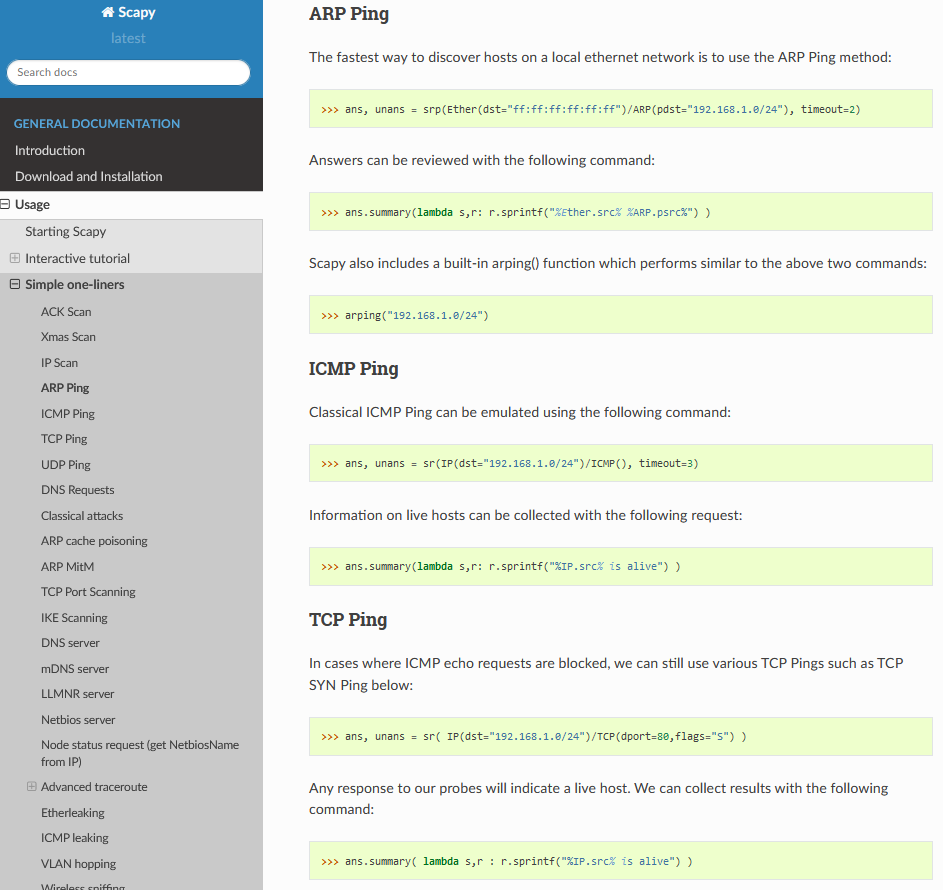 Scapy
latest
Search docs
GENERAL DOCUMENTATION
Introduction
Download and Installation
Usage
Starting Scapy
Interactive tutorial
Simple one-liners
ACK Scan
Xmas Scan
IP Scan
ARP Ping
ICMP Ping
TCP Ping
UDP Ping
DNS Requests
Classical attacks
ARP cache poisoning
ARP MitM
TCP Port Scanning
IKE Scanning
DNS server
mDNS server
LLMNR server
Netbios server
Node status request (get NetbiosName
from IP)
Advanced traceroute
Etherleaking
ICMP leaking
VLAN hopping
Wireless sniffing
ARP Ping
The fastest way to discover hosts on a local ethernet network is to use the ARP Ping method:
>>> ans, unans = srp(Ether(dst="ff:ff:ff:ff:ff:ff")/ARP(pdst="192.168.1.0/24"), timeout=2)
Answers can be reviewed with the following command:
>>> ans.summary(lambda s,r: r.sprintf("%Ether.src% %ARP.psrc%") )
Scapy also includes a built-in arping() function which performs similar to the above two commands:
>>> arping("192.168.1.0/24")
ICMP Ping
Classical ICMP Ping can be emulated using the following command:
>>> ans, unans = sr(IP(dst="192.168.1.0/24")/ICMP(), timeout=3)
Information on live hosts can be collected with the following request:
>>> ans.summary(lambda s,r: r.sprintf("%IP.src% is alive") )
TCP Ping
In cases where ICMP echo requests are blocked, we can still use various TCP Pings such as TCP
SYN Ping below:
>>> ans, unans = sr( IP(dst="192.168.1.0/24")/TCP(dport=80,flags="S") )
Any response to our probes will indicate a live host. We can collect results with the following
command:
>>> ans.summary( lambda s,r : r.sprintf("%IP.src% is alive") )